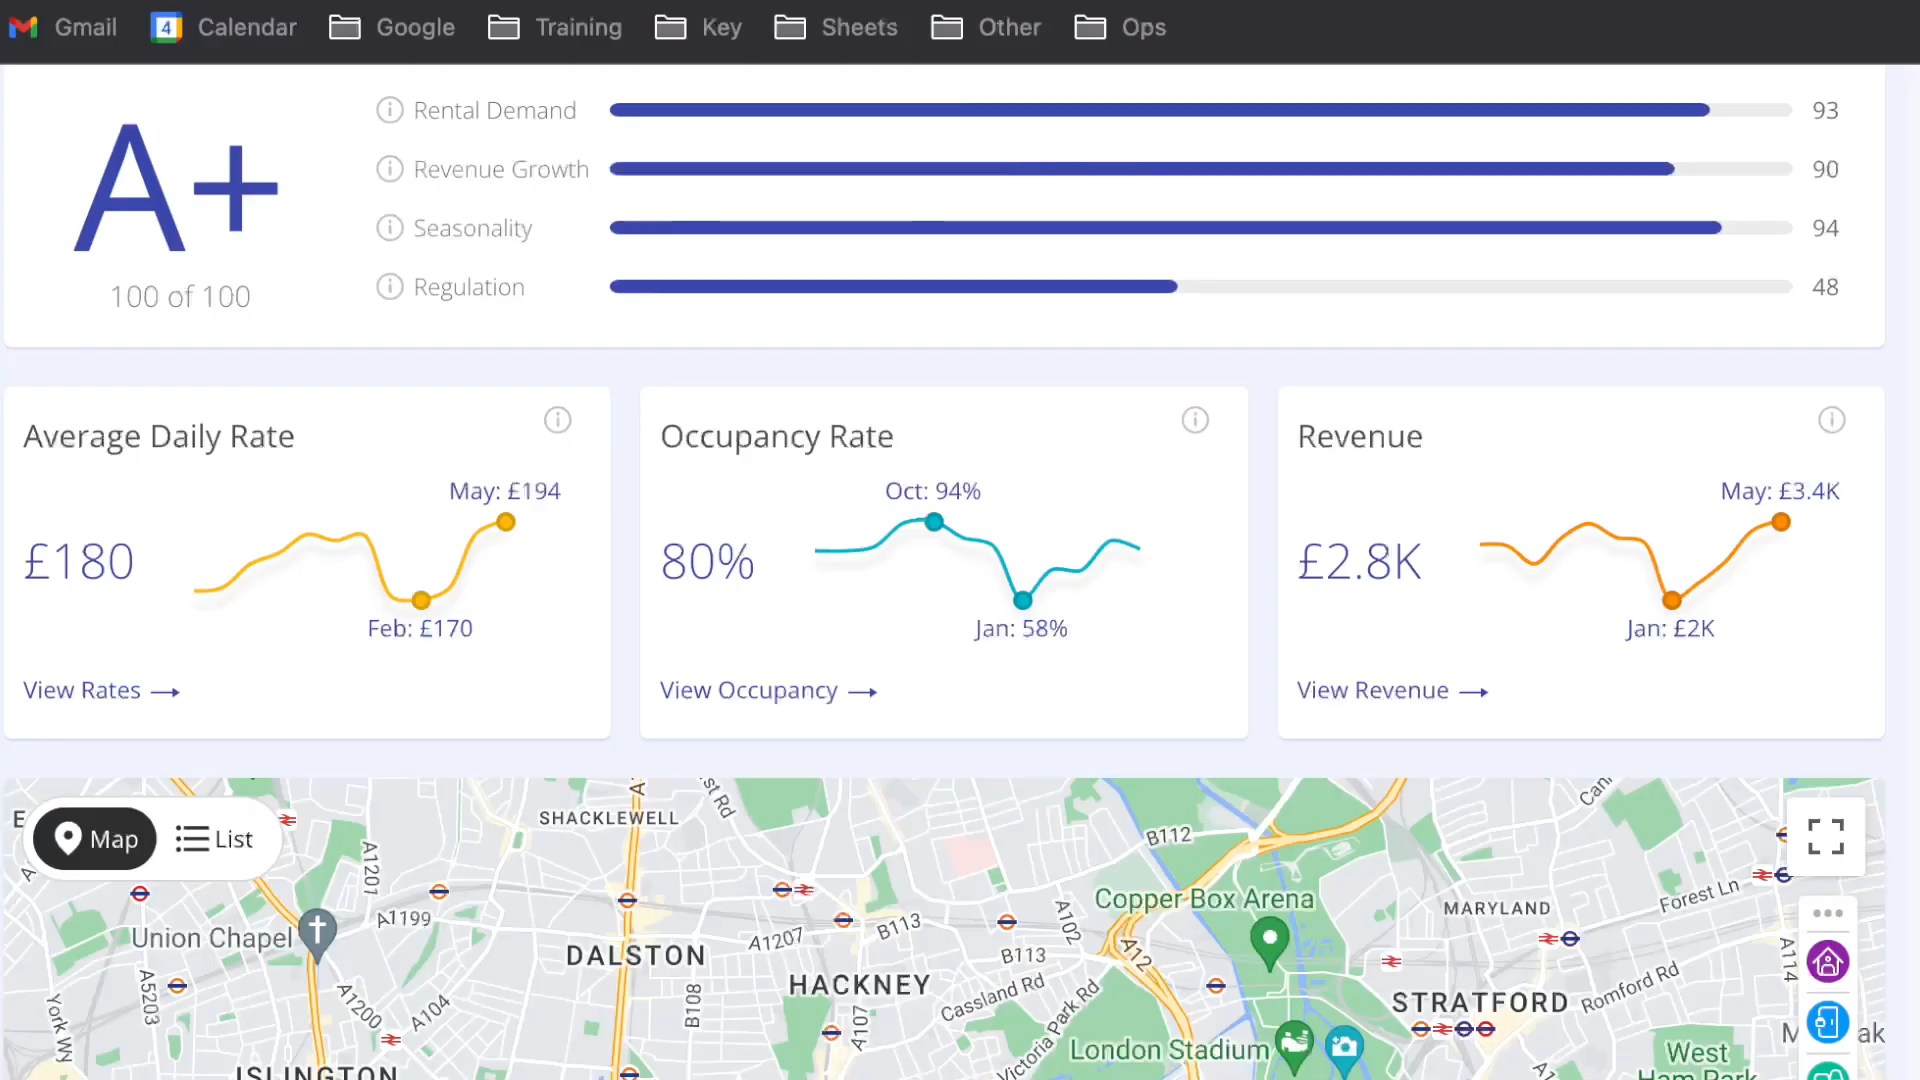 Gmail Calendar Google Training Key Sheets Other Ops
A+
100 of 100
Rental Demand 93
Revenue Growth 90
Seasonality 94
Regulation 48
Average Daily Rate
May: £194
£180
Feb: £170
View Rates →
Occupancy Rate
Oct: 94%
80%
Jan: 58%
View Occupancy →
Revenue
May: £3.4K
£2.8K
Jan: £2K
View Revenue →
Map List
SHACKLEWELL
B112
A1201
A1199
Union Chapel
DALSTON
A1207
B113
HACKNEY
B113
A102
A12
Copper Box Arena
MARYLAND
Forest Ln
A114
A5203
A1200
A104
York Wy
B108
A107
Cassland Rd
Victoria Park Rd
STRATFORD
Romford Rd
London Stadium
West
Ham Park
ISLINGTON